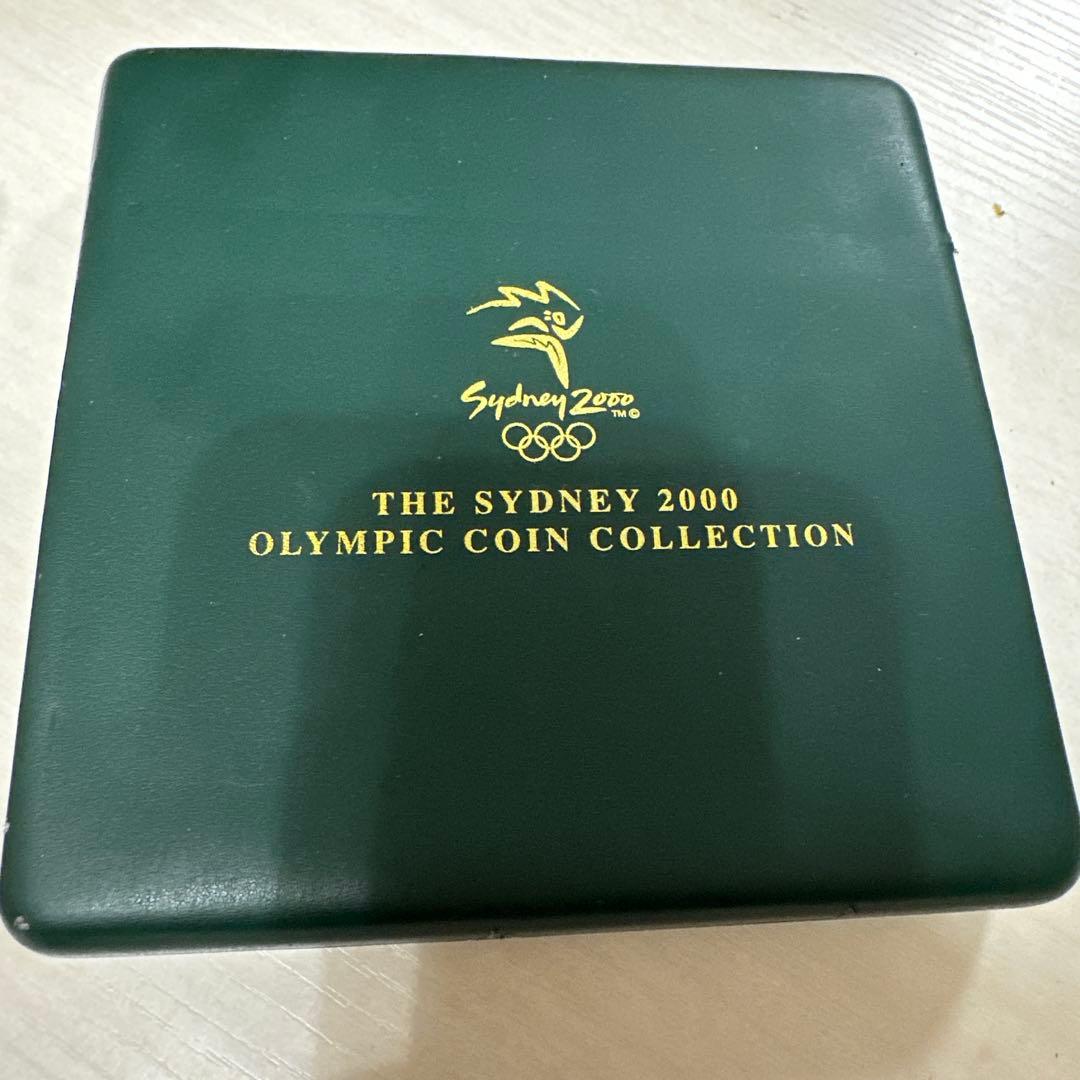 Sydney 2000 ™©
THE SYDNEY 2000
OLYMPIC COIN COLLECTION